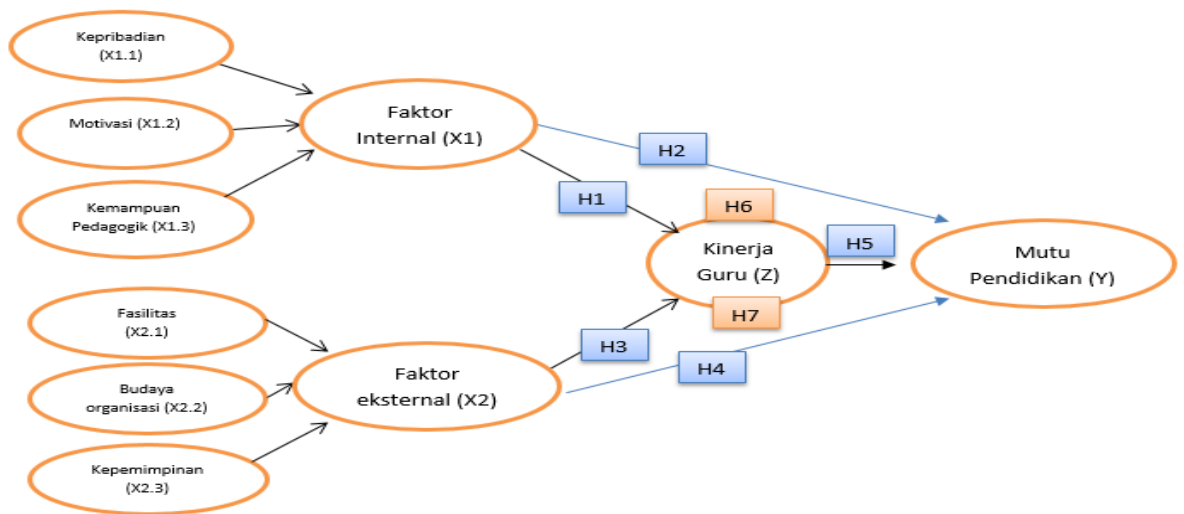 Kepribadian
(X1.1)
Motivasi (X1.2)
Kemampuan
Pedagogik (X1.3)
Faktor
Internal (X1)
H2
H1
H6
Kinerja
Guru (Z)
H7
H5
Mutu
Pendidikan (Y)
Fasilitas
(X2.1)
Budaya
organisasi (X2.2)
Kepemimpinan
(X2.3)
Faktor
eksternal (X2)
H3
H4